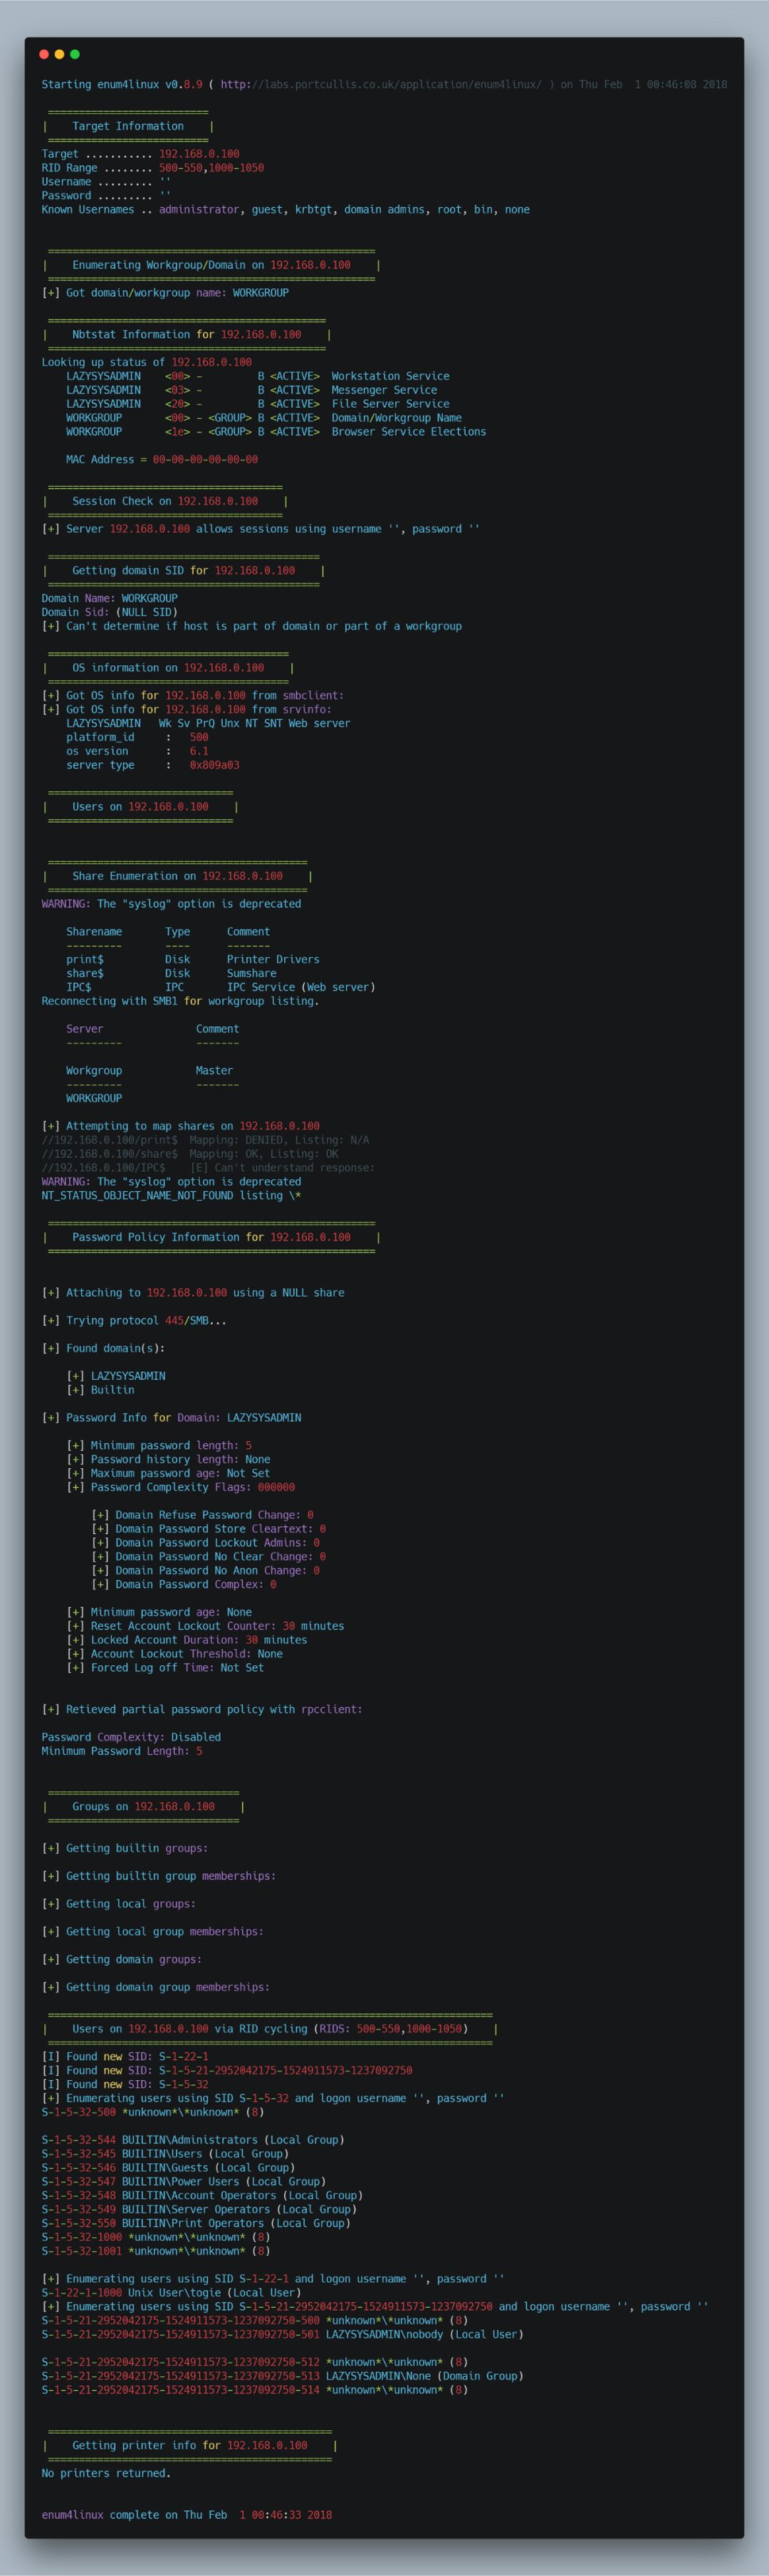 Starting enum4linux v0.8.9 ( http://labs.portcullis.co.uk/application/enum4linux/ ) on Thu Feb  1 00:46:08 2018
 ==========================
|    Target Information    |
 ==========================
Target ........... 192.168.0.100
RID Range ........ 500-550,1000-1050
Username ......... ''
Password ......... ''
Known Usernames .. administrator, guest, krbtgt, domain admins, root, bin, none
 =====================================================
|    Enumerating Workgroup/Domain on 192.168.0.100    |
 =====================================================
[+] Got domain/workgroup name: WORKGROUP
 =============================================
|    Nbtstat Information for 192.168.0.100    |
 =============================================
Looking up status of 192.168.0.100
    LAZYSYSADMIN    <00> -         B <ACTIVE>  Workstation Service
    LAZYSYSADMIN    <03> -         B <ACTIVE>  Messenger Service
    LAZYSYSADMIN    <20> -         B <ACTIVE>  File Server Service
    WORKGROUP       <00> - <GROUP> B <ACTIVE>  Domain/Workgroup Name
    WORKGROUP       <1e> - <GROUP> B <ACTIVE>  Browser Service Elections
    MAC Address = 00-00-00-00-00-00
 ======================================
|    Session Check on 192.168.0.100    |
 ======================================
[+] Server 192.168.0.100 allows sessions using username '', password ''
 ============================================
|    Getting domain SID for 192.168.0.100    |
 ============================================
Domain Name: WORKGROUP
Domain Sid: (NULL SID)
[+] Can't determine if host is part of domain or part of a workgroup
 =======================================
|    OS information on 192.168.0.100    |
 =======================================
[+] Got OS info for 192.168.0.100 from smbclient:
[+] Got OS info for 192.168.0.100 from srvinfo:
    LAZYSYSADMIN   Wk Sv PrQ Unx NT SNT Web server
    platform_id     :   500
    os version      :   6.1
    server type     :   0x809a03
 ==============================
|    Users on 192.168.0.100    |
 ==============================
 ==========================================
|    Share Enumeration on 192.168.0.100    |
 ==========================================
WARNING: The "syslog" option is deprecated
    Sharename       Type      Comment
    ---------       ----      -------
    print$          Disk      Printer Drivers
    share$          Disk      Sumshare
    IPC$            IPC       IPC Service (Web server)
Reconnecting with SMB1 for workgroup listing.
    Server               Comment
    ---------            -------
    Workgroup            Master
    ---------            -------
    WORKGROUP
[+] Attempting to map shares on 192.168.0.100
//192.168.0.100/print$  Mapping: DENIED, Listing: N/A
//192.168.0.100/share$  Mapping: OK, Listing: OK
//192.168.0.100/IPC$    [E] Can't understand response:
WARNING: The "syslog" option is deprecated
NT_STATUS_OBJECT_NAME_NOT_FOUND listing \*
 =====================================================
|    Password Policy Information for 192.168.0.100    |
 =====================================================
[+] Attaching to 192.168.0.100 using a NULL share
[+] Trying protocol 445/SMB...
[+] Found domain(s):
    [+] LAZYSYSADMIN
    [+] Builtin
[+] Password Info for Domain: LAZYSYSADMIN
    [+] Minimum password length: 5
    [+] Password history length: None
    [+] Maximum password age: Not Set
    [+] Password Complexity Flags: 000000
        [+] Domain Refuse Password Change: 0
        [+] Domain Password Store Cleartext: 0
        [+] Domain Password Lockout Admins: 0
        [+] Domain Password No Clear Change: 0
        [+] Domain Password No Anon Change: 0
        [+] Domain Password Complex: 0
    [+] Minimum password age: None
    [+] Reset Account Lockout Counter: 30 minutes
    [+] Locked Account Duration: 30 minutes
    [+] Account Lockout Threshold: None
    [+] Forced Log off Time: Not Set
[+] Retieved partial password policy with rpcclient:
Password Complexity: Disabled
Minimum Password Length: 5
 ===============================
|    Groups on 192.168.0.100    |
 ===============================
[+] Getting builtin groups:
[+] Getting builtin group memberships:
[+] Getting local groups:
[+] Getting local group memberships:
[+] Getting domain groups:
[+] Getting domain group memberships:
 ========================================================================
|    Users on 192.168.0.100 via RID cycling (RIDS: 500-550,1000-1050)    |
 ========================================================================
[I] Found new SID: S-1-22-1
[I] Found new SID: S-1-5-21-2952042175-1524911573-1237092750
[I] Found new SID: S-1-5-32
[+] Enumerating users using SID S-1-5-32 and logon username '', password ''
S-1-5-32-500 *unknown*\*unknown* (8)
S-1-5-32-544 BUILTIN\Administrators (Local Group)
S-1-5-32-545 BUILTIN\Users (Local Group)
S-1-5-32-546 BUILTIN\Guests (Local Group)
S-1-5-32-547 BUILTIN\Power Users (Local Group)
S-1-5-32-548 BUILTIN\Account Operators (Local Group)
S-1-5-32-549 BUILTIN\Server Operators (Local Group)
S-1-5-32-550 BUILTIN\Print Operators (Local Group)
S-1-5-32-1000 *unknown*\*unknown* (8)
S-1-5-32-1001 *unknown*\*unknown* (8)
[+] Enumerating users using SID S-1-22-1 and logon username '', password ''
S-1-22-1-1000 Unix User\togie (Local User)
[+] Enumerating users using SID S-1-5-21-2952042175-1524911573-1237092750 and logon username '', password ''
S-1-5-21-2952042175-1524911573-1237092750-500 *unknown*\*unknown* (8)
S-1-5-21-2952042175-1524911573-1237092750-501 LAZYSYSADMIN\nobody (Local User)
S-1-5-21-2952042175-1524911573-1237092750-512 *unknown*\*unknown* (8)
S-1-5-21-2952042175-1524911573-1237092750-513 LAZYSYSADMIN\None (Domain Group)
S-1-5-21-2952042175-1524911573-1237092750-514 *unknown*\*unknown* (8)
 ==============================================
|    Getting printer info for 192.168.0.100    |
 ==============================================
No printers returned.
enum4linux complete on Thu Feb  1 00:46:33 2018